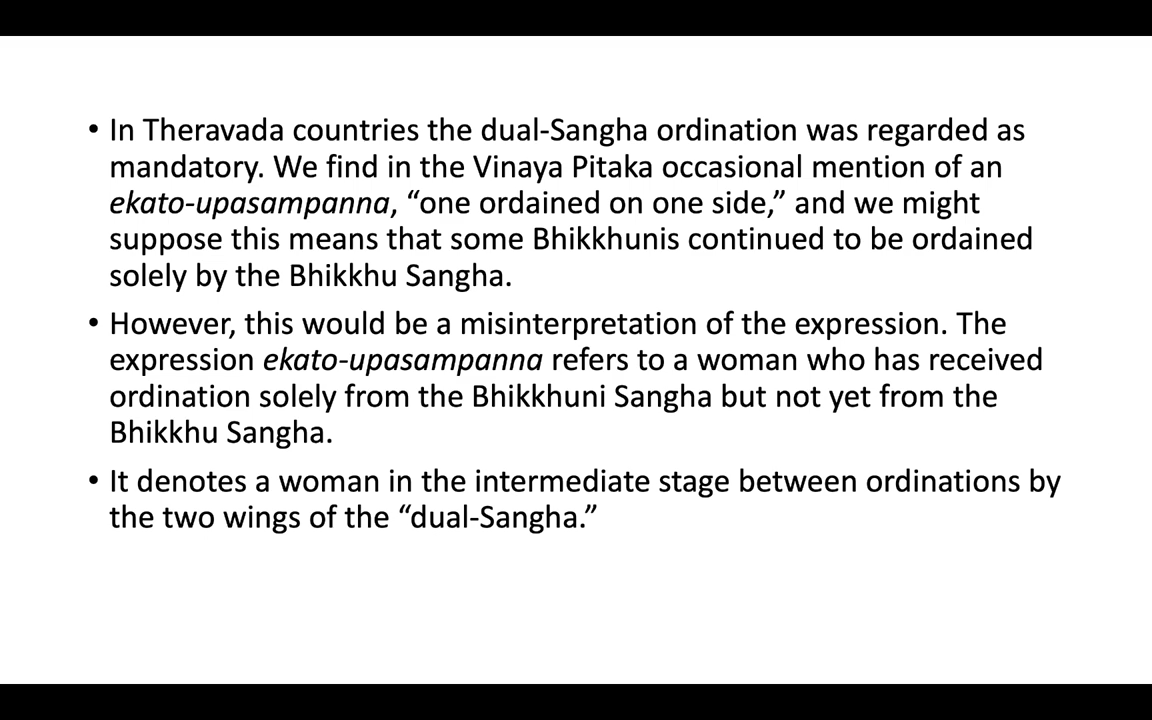 • In Theravada countries the dual-Sangha ordination was regarded as
mandatory. We find in the Vinaya Pitaka occasional mention of an
ekato-upasampanna, “one ordained on one side,” and we might
suppose this means that some Bhikkhunis continued to be ordained
solely by the Bhikkhu Sangha.
• However, this would be a misinterpretation of the expression. The
expression ekato-upasampanna refers to a woman who has received
ordination solely from the Bhikkhuni Sangha but not yet from the
Bhikkhu Sangha.
• It denotes a woman in the intermediate stage between ordinations by
the two wings of the “dual-Sangha.”